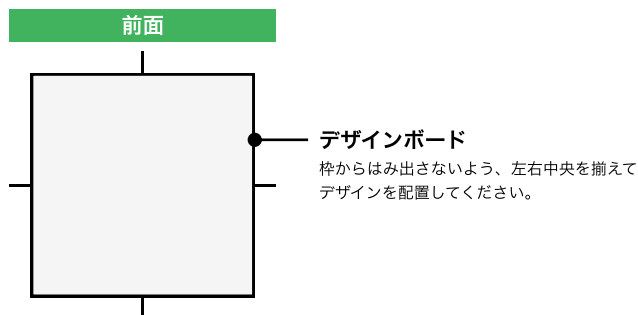 前面
デザインボード
枠からはみ出さないよう、左右中央を揃えて
デザインを配置してください。